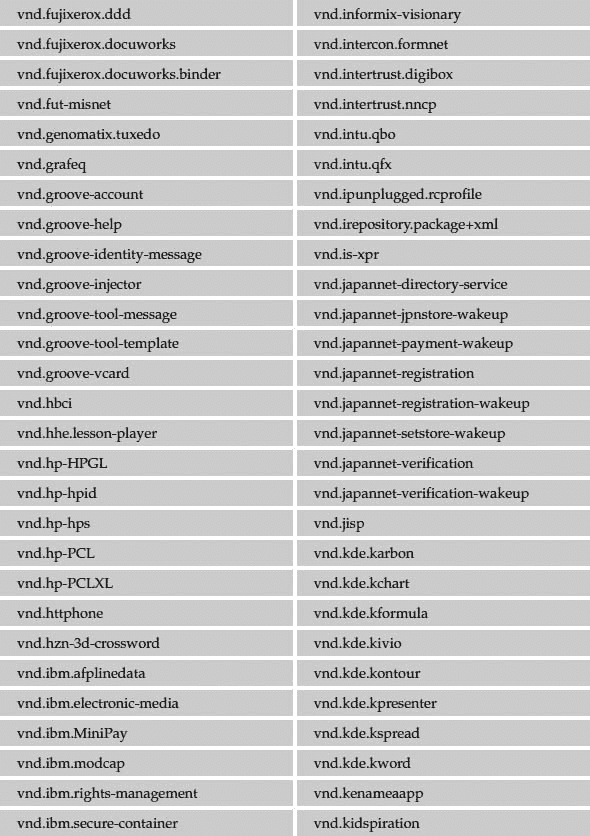 vnd.fujixerox.ddd
vnd.fujixerox.docuworks
vnd.fujixerox.docuworks.binder
vnd.fut-misnet
vnd.genomatix.tuxedo
vnd.grafeq
vnd.groove-account
vnd.groove-help
vnd.groove-identity-message
vnd.groove-injector
vnd.groove-tool-message
vnd.groove-tool-template
vnd.groove-vcard
vnd.hbci
vnd.hhe.lesson-player
vnd.hp-HPGL
vnd.hp-hpid
vnd.hp-hps
vnd.hp-PCL
vnd.hp-PCLXL
vnd.httphone
vnd.hzn-3d-crossword
vnd.ibm.afplinedata
vnd.ibm.electronic-media
vnd.ibm.MiniPay
vnd.ibm.modcap
vnd.ibm.rights-management
vnd.ibm.secure-container
vnd.informix-visionary
vnd.intercon.formnet
vnd.intertrust.digibox
vnd.intertrust.nncp
vnd.intu.qbo
vnd.intu.qfx
vnd.ipunplugged.rcprofile
vnd.irepository.package+xml
vnd.is-xpr
vnd.japannet-directory-service
vnd.japannet-jpnstore-wakeup
vnd.japannet-payment-wakeup
vnd.japannet-registration
vnd.japannet-registration-wakeup
vnd.japannet-setstore-wakeup
vnd.japannet-verification
vnd.japannet-verification-wakeup
vnd.jisp
vnd.kde.karbon
vnd.kde.kchart
vnd.kde.kformula
vnd.kde.kivio
vnd.kde.kontour
vnd.kde.kpresenter
vnd.kde.kspread
vnd.kde.kword
vnd.kenameaapp
vnd.kidspiration